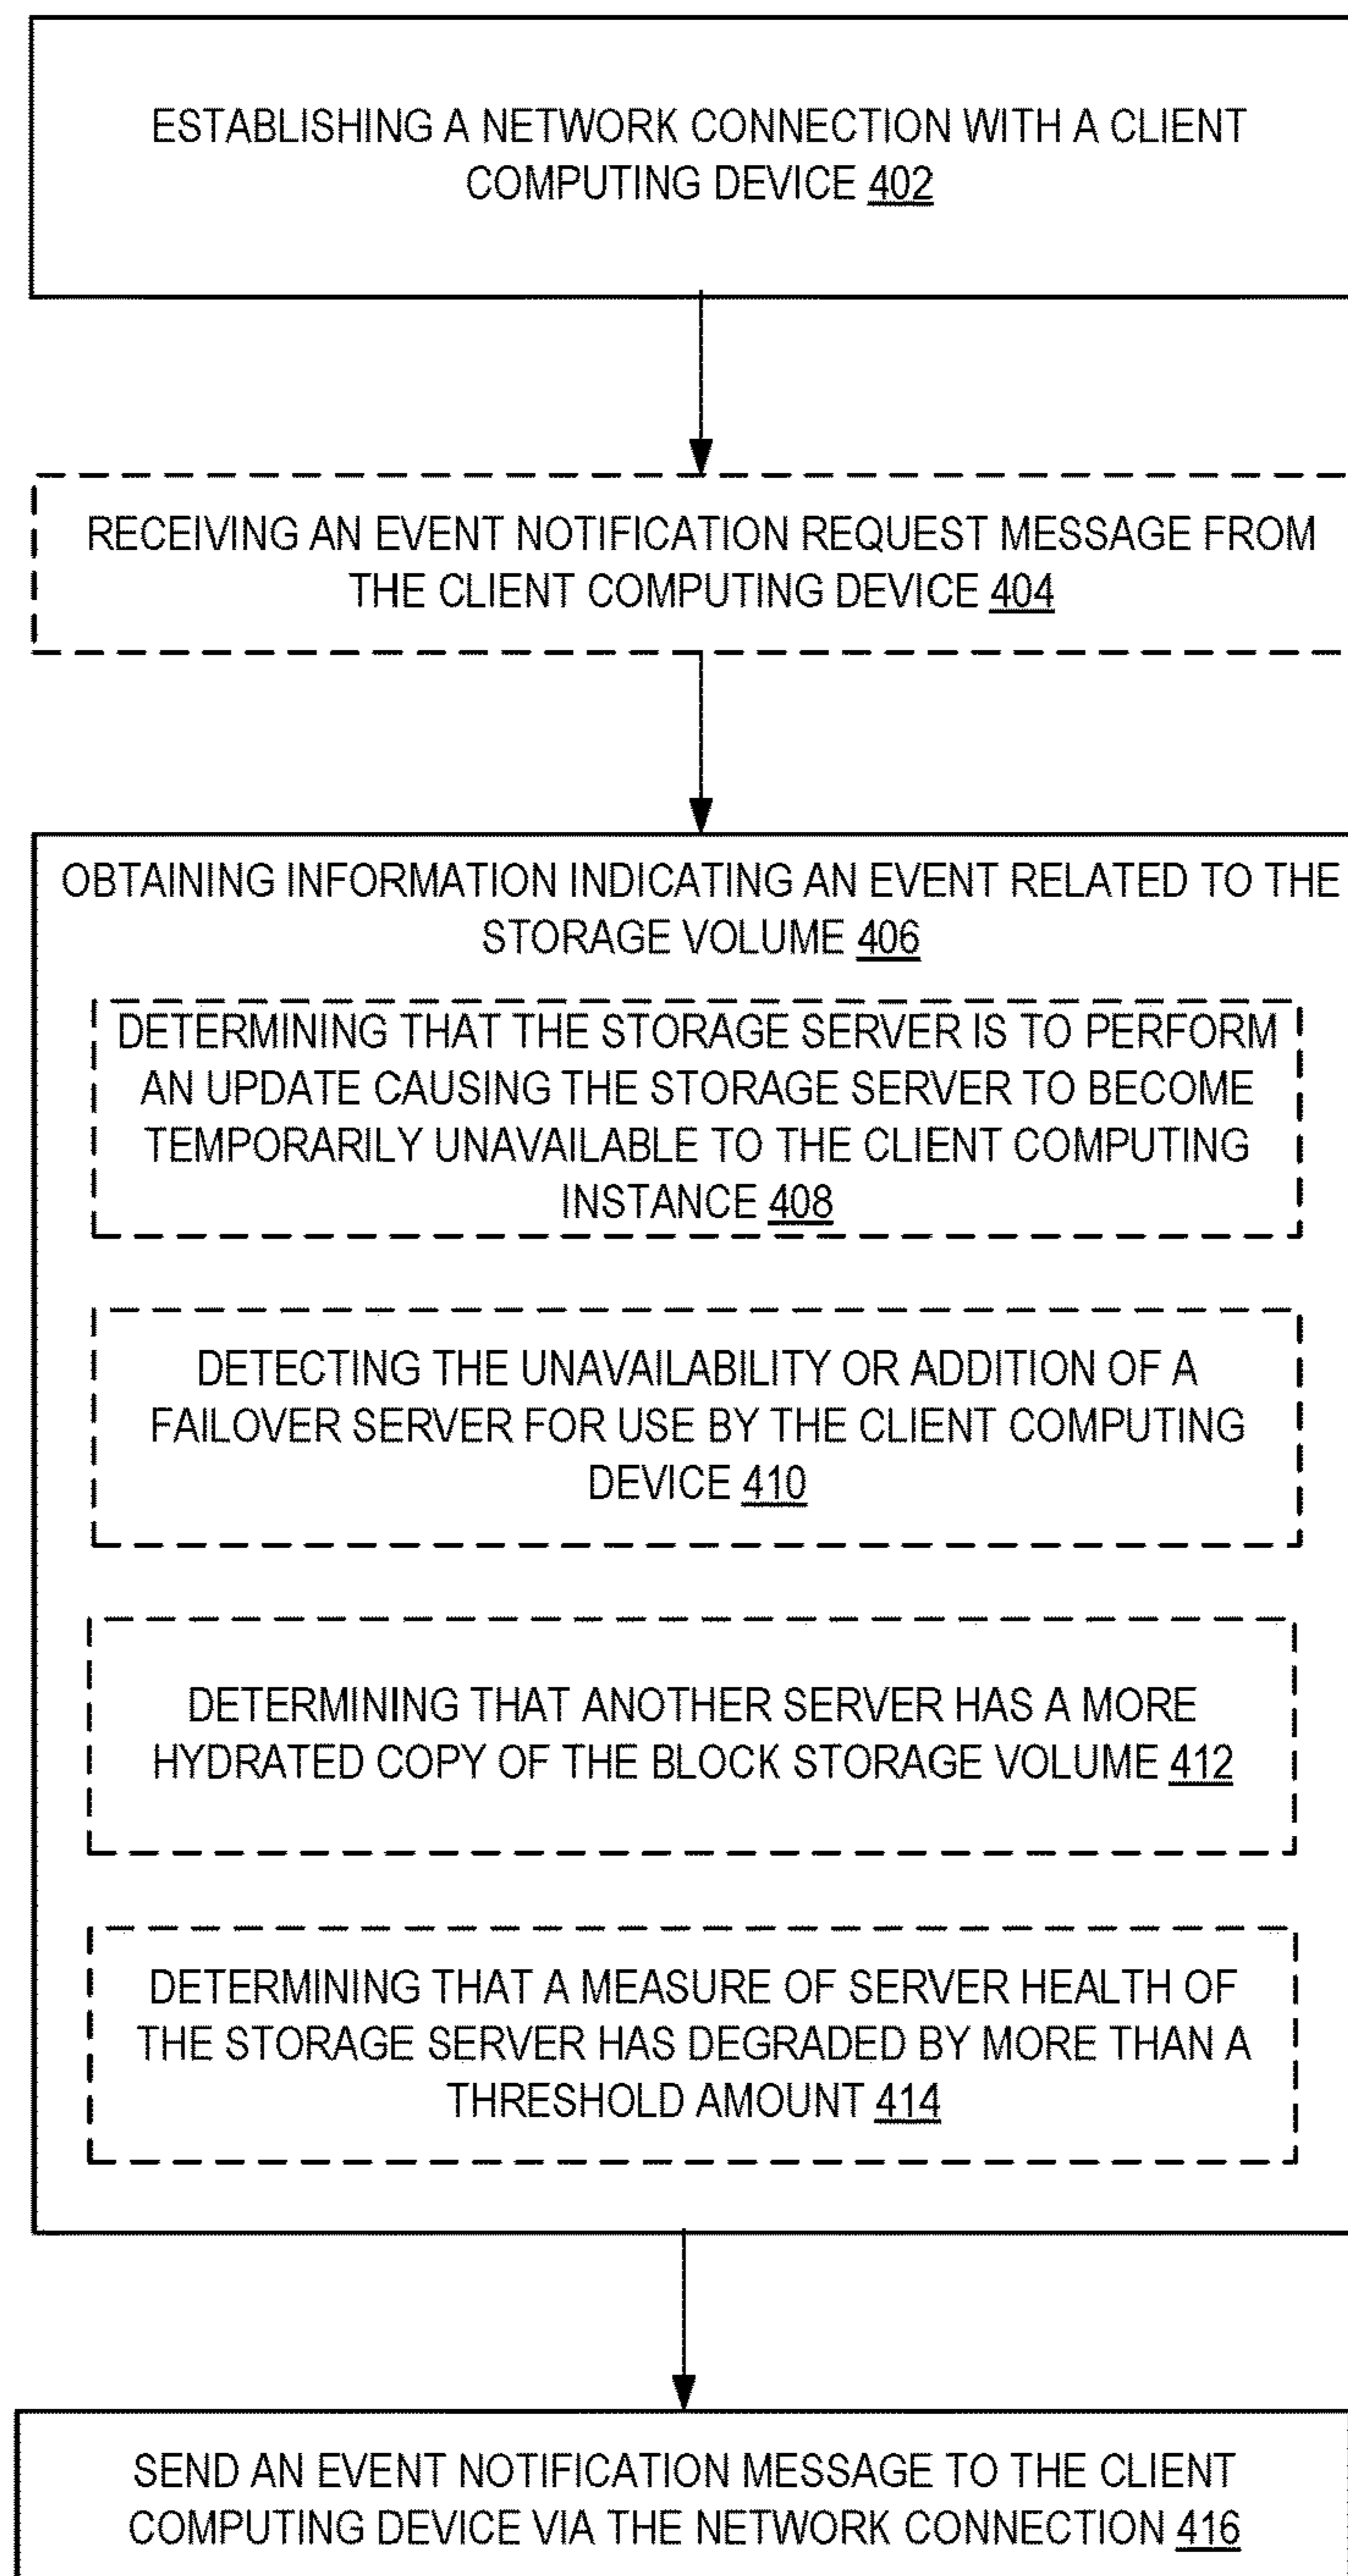 ESTABLISHING A NETWORK CONNECTION WITH A CLIENT
COMPUTING DEVICE 402
RECEIVING AN EVENT NOTIFICATION REQUEST MESSAGE FROM
THE CLIENT COMPUTING DEVICE 404
OBTAINING INFORMATION INDICATING AN EVENT RELATED TO THE
STORAGE VOLUME 406
DETERMINING THAT THE STORAGE SERVER IS TO PERFORM
AN UPDATE CAUSING THE STORAGE SERVER TO BECOME
TEMPORARILY UNAVAILABLE TO THE CLIENT COMPUTING
INSTANCE 408
DETECTING THE UNAVAILABILITY OR ADDITION OF A
FAILOVER SERVER FOR USE BY THE CLIENT COMPUTING
DEVICE 410
DETERMINING THAT ANOTHER SERVER HAS A MORE
HYDRATED COPY OF THE BLOCK STORAGE VOLUME 412
DETERMINING THAT A MEASURE OF SERVER HEALTH OF
THE STORAGE SERVER HAS DEGRADED BY MORE THAN A
THRESHOLD AMOUNT 414
SEND AN EVENT NOTIFICATION MESSAGE TO THE CLIENT
COMPUTING DEVICE VIA THE NETWORK CONNECTION 416